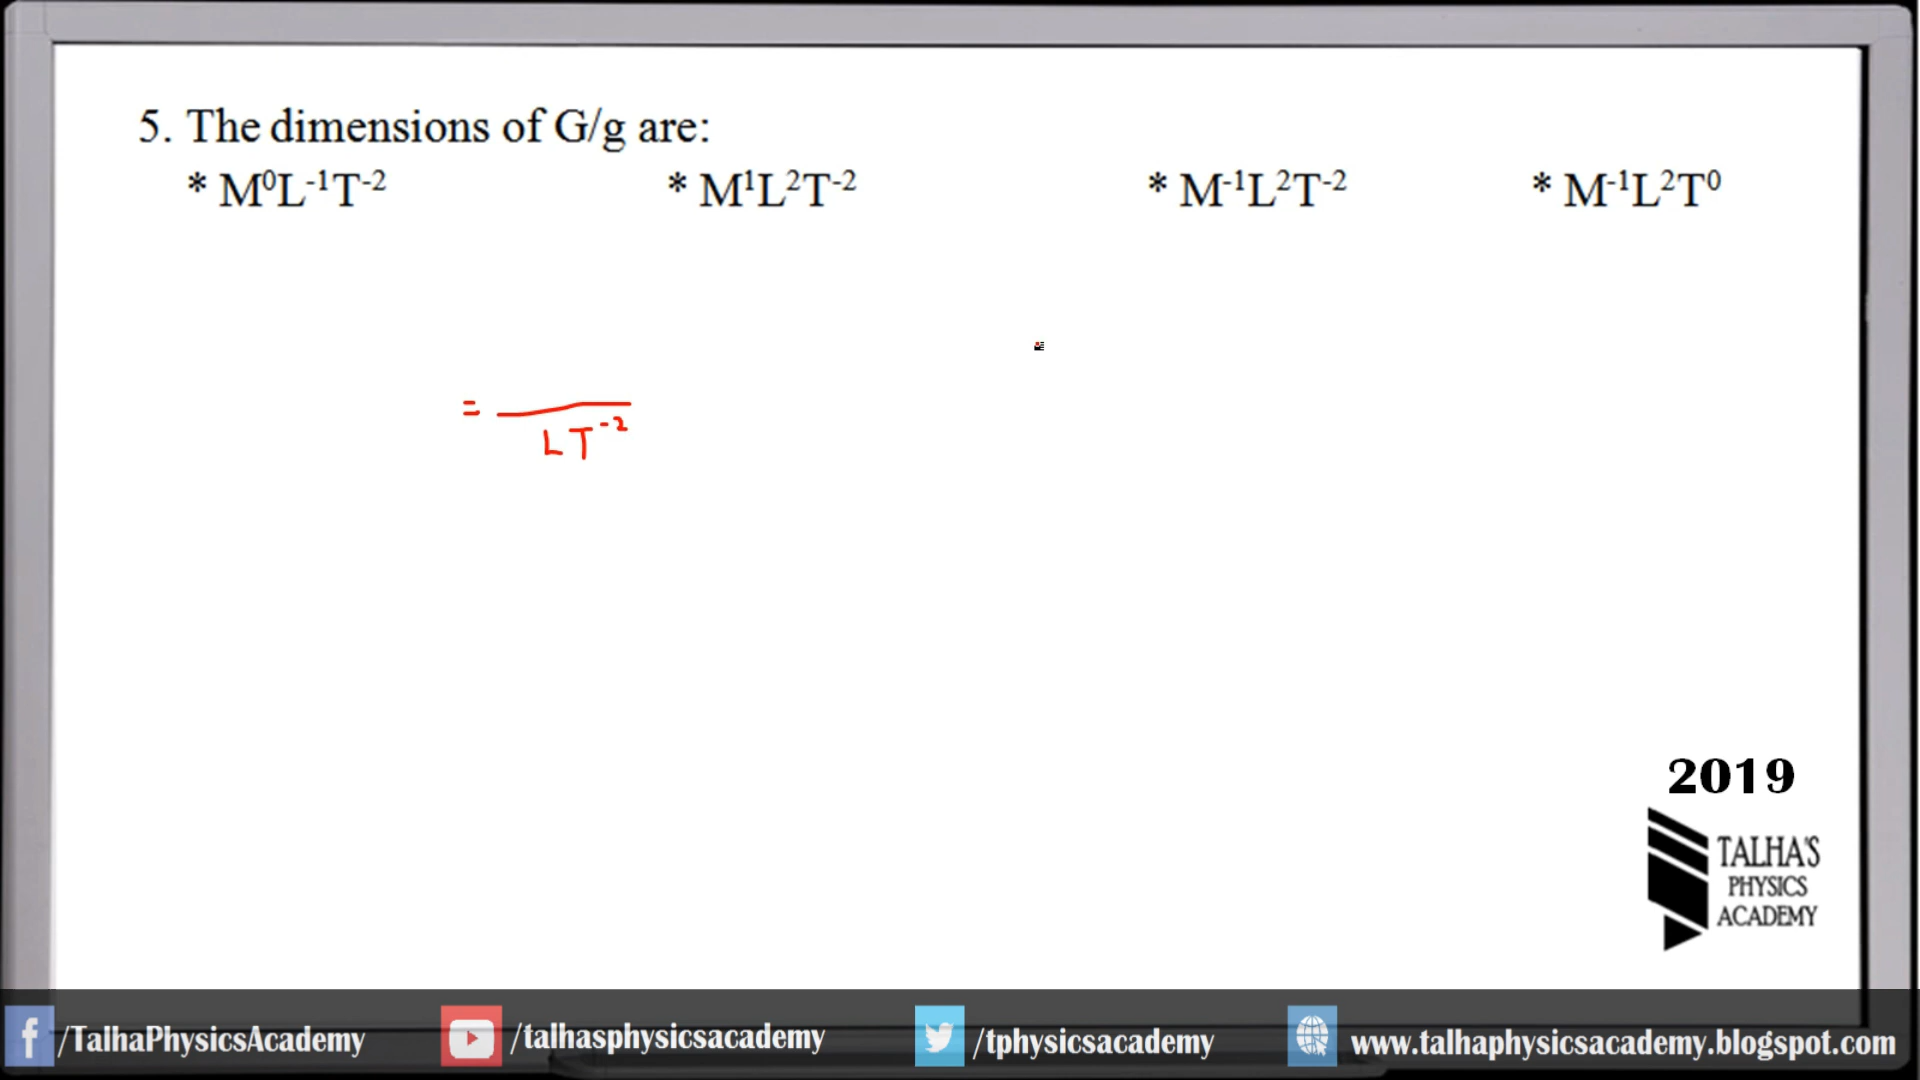 5. The dimensions of G/g are:
* M⁰L⁻¹T⁻² * M¹L²T⁻² * M⁻¹L²T⁻² * M⁻¹L²T⁰
= ———
LT⁻²
2019
TALHA'S
PHYSICS
ACADEMY
/TalhaPhysicsAcademy /talhasphysicsacademy /tphysicsacademy www.talhaphysicsacademy.blogspot.com